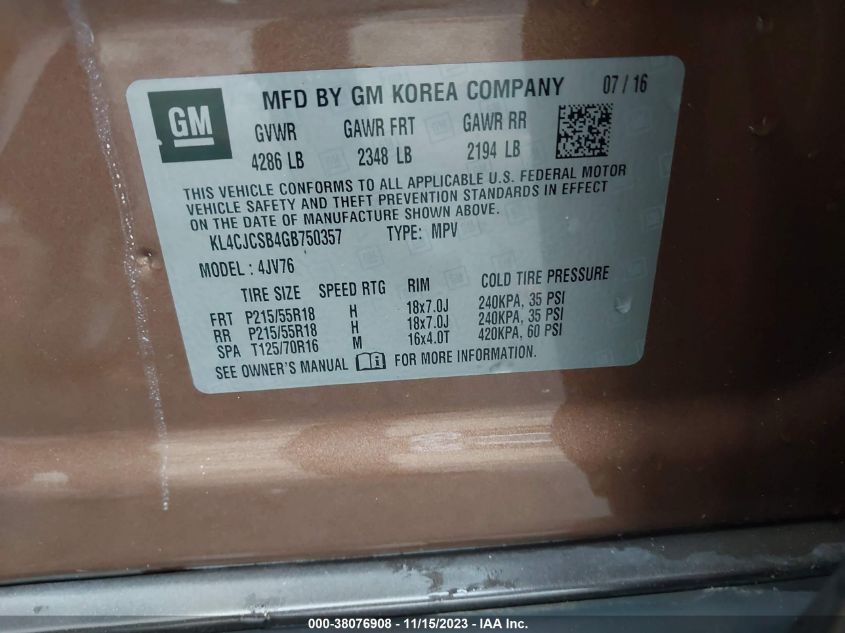 GM
MFD BY GM KOREA COMPANY 07 / 16
GVWR GAWR FRT GAWR RR
4286 LB 2348 LB 2194 LB
THIS VEHICLE CONFORMS TO ALL APPLICABLE U.S. FEDERAL MOTOR
VEHICLE SAFETY AND THEFT PREVENTION STANDARDS IN EFFECT
ON THE DATE OF MANUFACTURE SHOWN ABOVE.
KL4CJCSB4GB750357 TYPE: MPV
MODEL : 4JV76
TIRE SIZE SPEED RTG RIM COLD TIRE PRESSURE
FRT P215/55R18 H 18x7.0J 240KPA, 35 PSI
RR P215/55R18 H 18x7.0J 240KPA, 35 PSI
SPA T125/70R16 M 16x4.0T 420KPA, 60 PSI
SEE OWNER'S MANUAL FOR MORE INFORMATION.
000-38076908 - 11/15/2023 - IAA Inc.